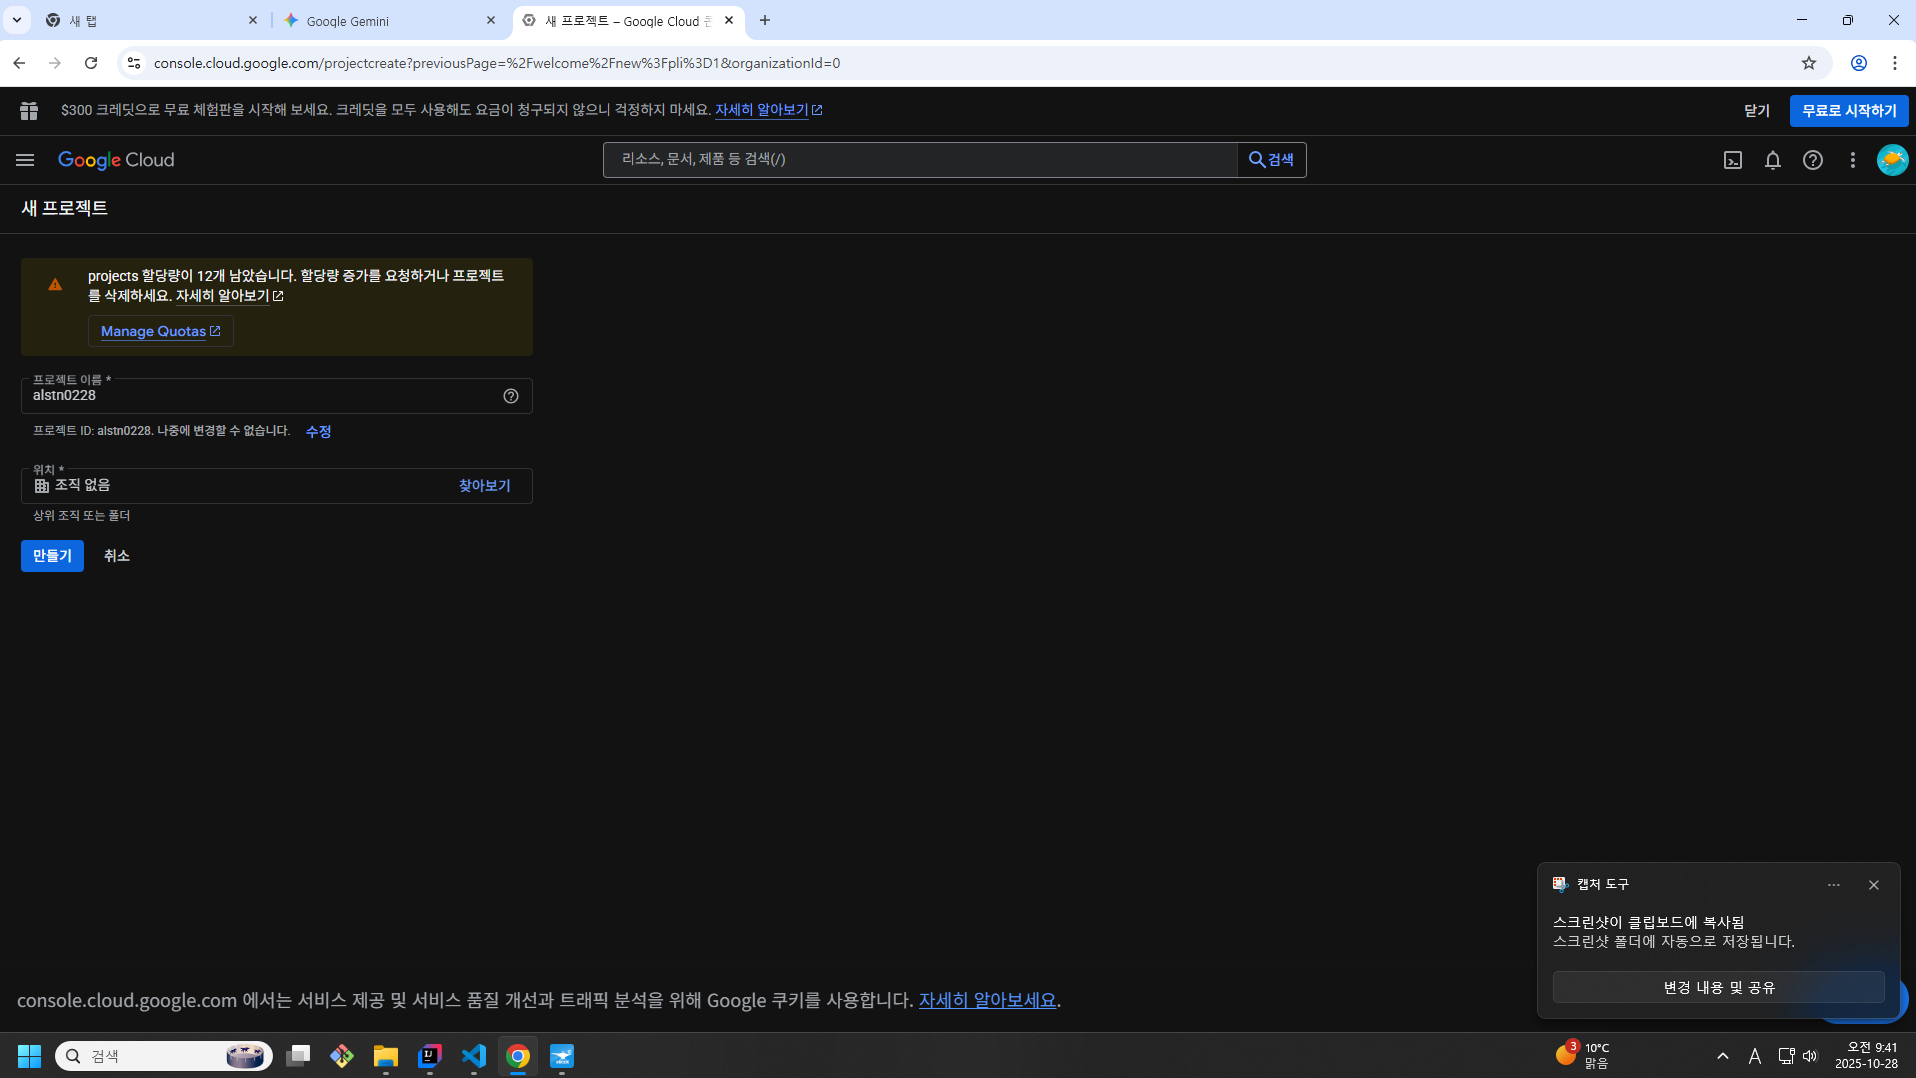 새 탭
Google Gemini
새 프로젝트 – Google Cloud 콘
console.cloud.google.com/projectcreate?previousPage=%2Fwelcome%2Fnew%3Fpli%3D1&organizationId=0
$300 크레딧으로 무료 체험판을 시작해 보세요. 크레딧을 모두 사용해도 요금이 청구되지 않으니 걱정하지 마세요. 자세히 알아보기
닫기
무료로 시작하기
Google Cloud
리소스, 문서, 제품 등 검색(/)
검색
새 프로젝트
projects 할당량이 12개 남았습니다. 할당량 증가를 요청하거나 프로젝트
를 삭제하세요. 자세히 알아보기
Manage Quotas
프로젝트 이름 *
alstn0228
프로젝트 ID: alstn0228. 나중에 변경할 수 없습니다. 수정
위치 *
조직 없음
찾아보기
상위 조직 또는 폴더
만들기
취소
캡처 도구
스크린샷이 클립보드에 복사됨
스크린샷 폴더에 자동으로 저장됩니다.
변경 내용 및 공유
console.cloud.google.com 에서는 서비스 제공 및 서비스 품질 개선과 트래픽 분석을 위해 Google 쿠키를 사용합니다. 자세히 알아보세요.
검색
3
10°C
맑음
A
오전 9:41
2025-10-28